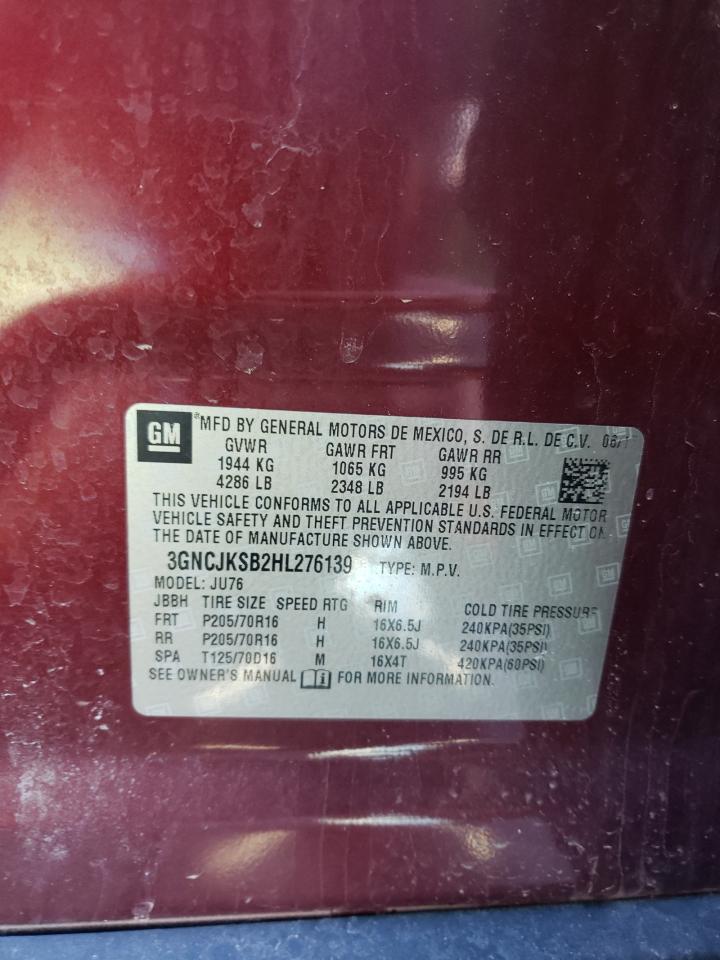 GM
MFD BY GENERAL MOTORS DE MEXICO, S. DE R.L. DE C.V. 06/1
GVWR GAWR FRT GAWR RR
1944 KG 1065 KG 995 KG
4286 LB 2348 LB 2194 LB
THIS VEHICLE CONFORMS TO ALL APPLICABLE U.S. FEDERAL MOTOR
VEHICLE SAFETY AND THEFT PREVENTION STANDARDS IN EFFECT ON
THE DATE OF MANUFACTURE SHOWN ABOVE.
3GNCJKSB2HL276139 TYPE: M.P.V.
MODEL: JU76
JBBH TIRE SIZE SPEED RTG RIM COLD TIRE PRESSURE
FRT P205/70R16 H 16X6.5J 240KPA(35PSI)
RR P205/70R16 H 16X6.5J 240KPA(35PSI)
SPA T125/70D16 M 16X4T 420KPA(60PSI)
SEE OWNER'S MANUAL FOR MORE INFORMATION.